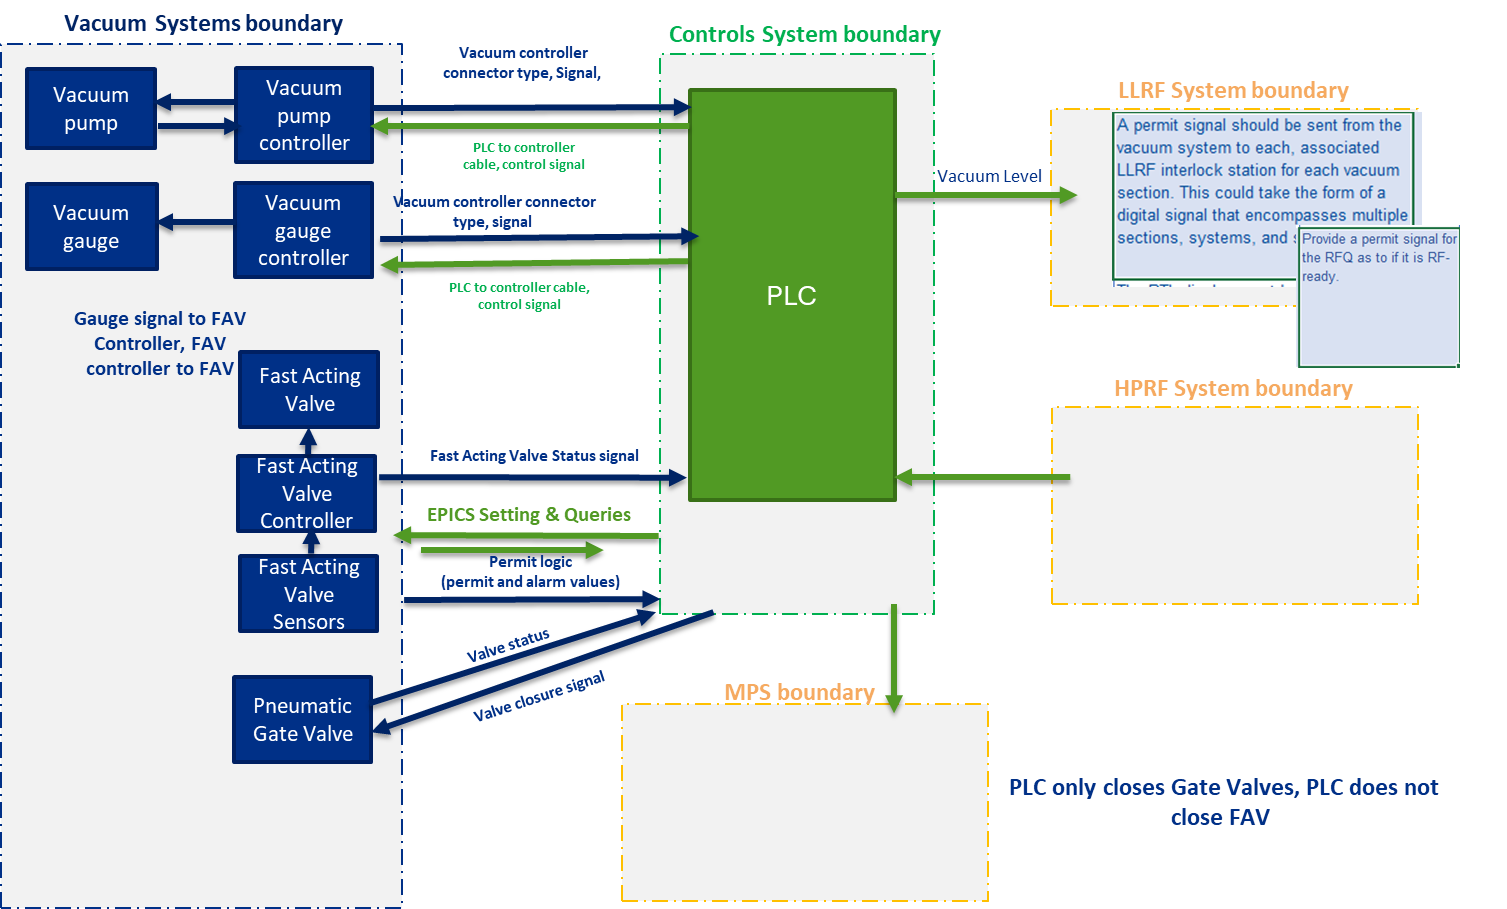 Vacuum Systems boundary
Vacuum
pump
Vacuum
pump
controller
Vacuum
gauge
Vacuum
gauge
controller
Gauge signal to FAV
Controller, FAV
controller to FAV
Fast Acting
Valve
Fast Acting
Valve
Controller
Fast Acting
Valve
Sensors
Pneumatic
Gate Valve
Vacuum controller
connector type, Signal,
PLC to controller
cable, control signal
Vacuum controller connector
type, signal
PLC to controller cable,
control signal
Fast Acting Valve Status signal
EPICS Setting & Queries
Permit logic
(permit and alarm values)
Valve status
Valve closure signal
Controls System boundary
PLC
Vacuum Level
LLRF System boundary
A permit signal should be sent from the
vacuum system to each, associated
LLRF interlock station for each vacuum
section. This could take the form of a
digital signal that encompasses multiple
sections, systems, and
Provide a permit signal for
the RFQ as to if it is RF-
ready.
HPRF System boundary
MPS boundary
PLC only closes Gate Valves, PLC does not
close FAV